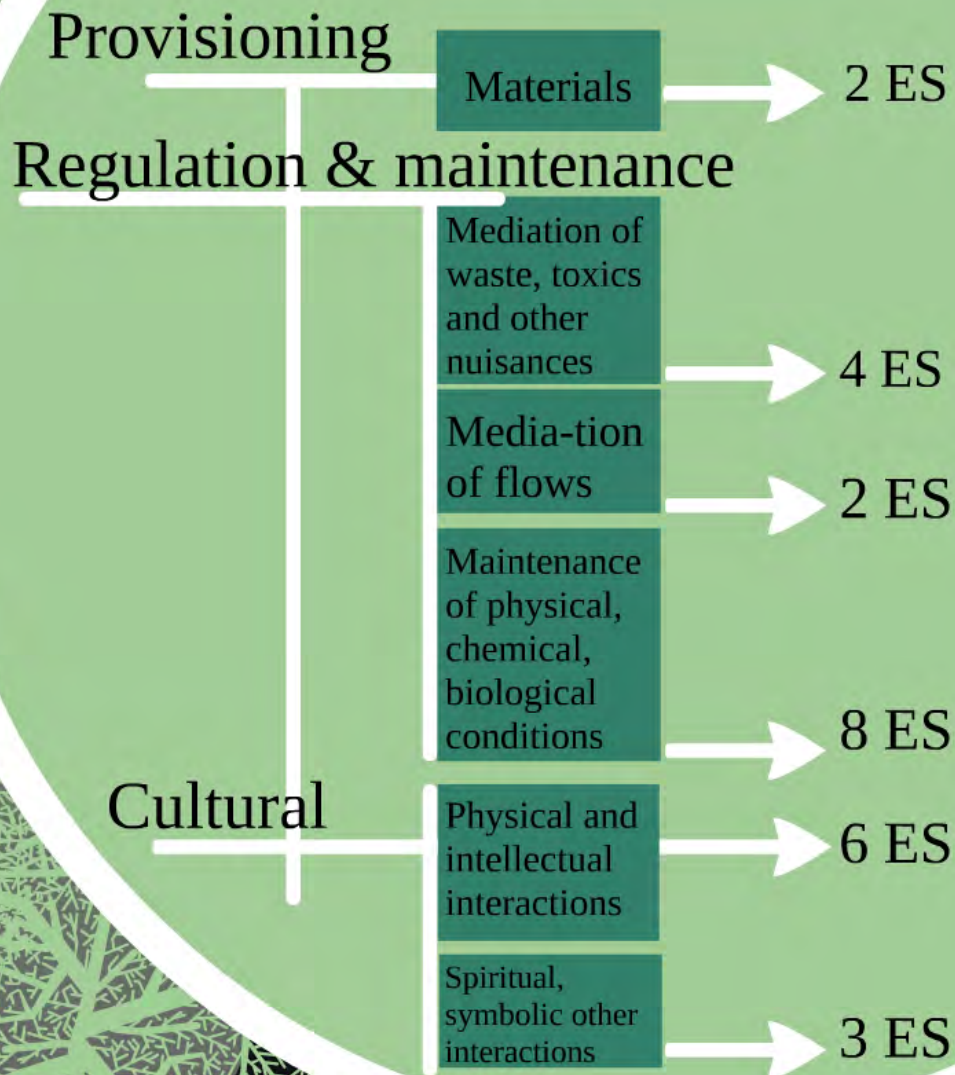 Provisioning
Materials
2 ES
Regulation & maintenance
Mediation of
waste, toxics
and other
nuisances
4 ES
Media-tion
of flows
2 ES
Maintenance
of physical,
chemical,
biological
conditions
8 ES
Cultural
Physical and
intellectual
interactions
6 ES
Spiritual,
symbolic other
interactions
3 ES